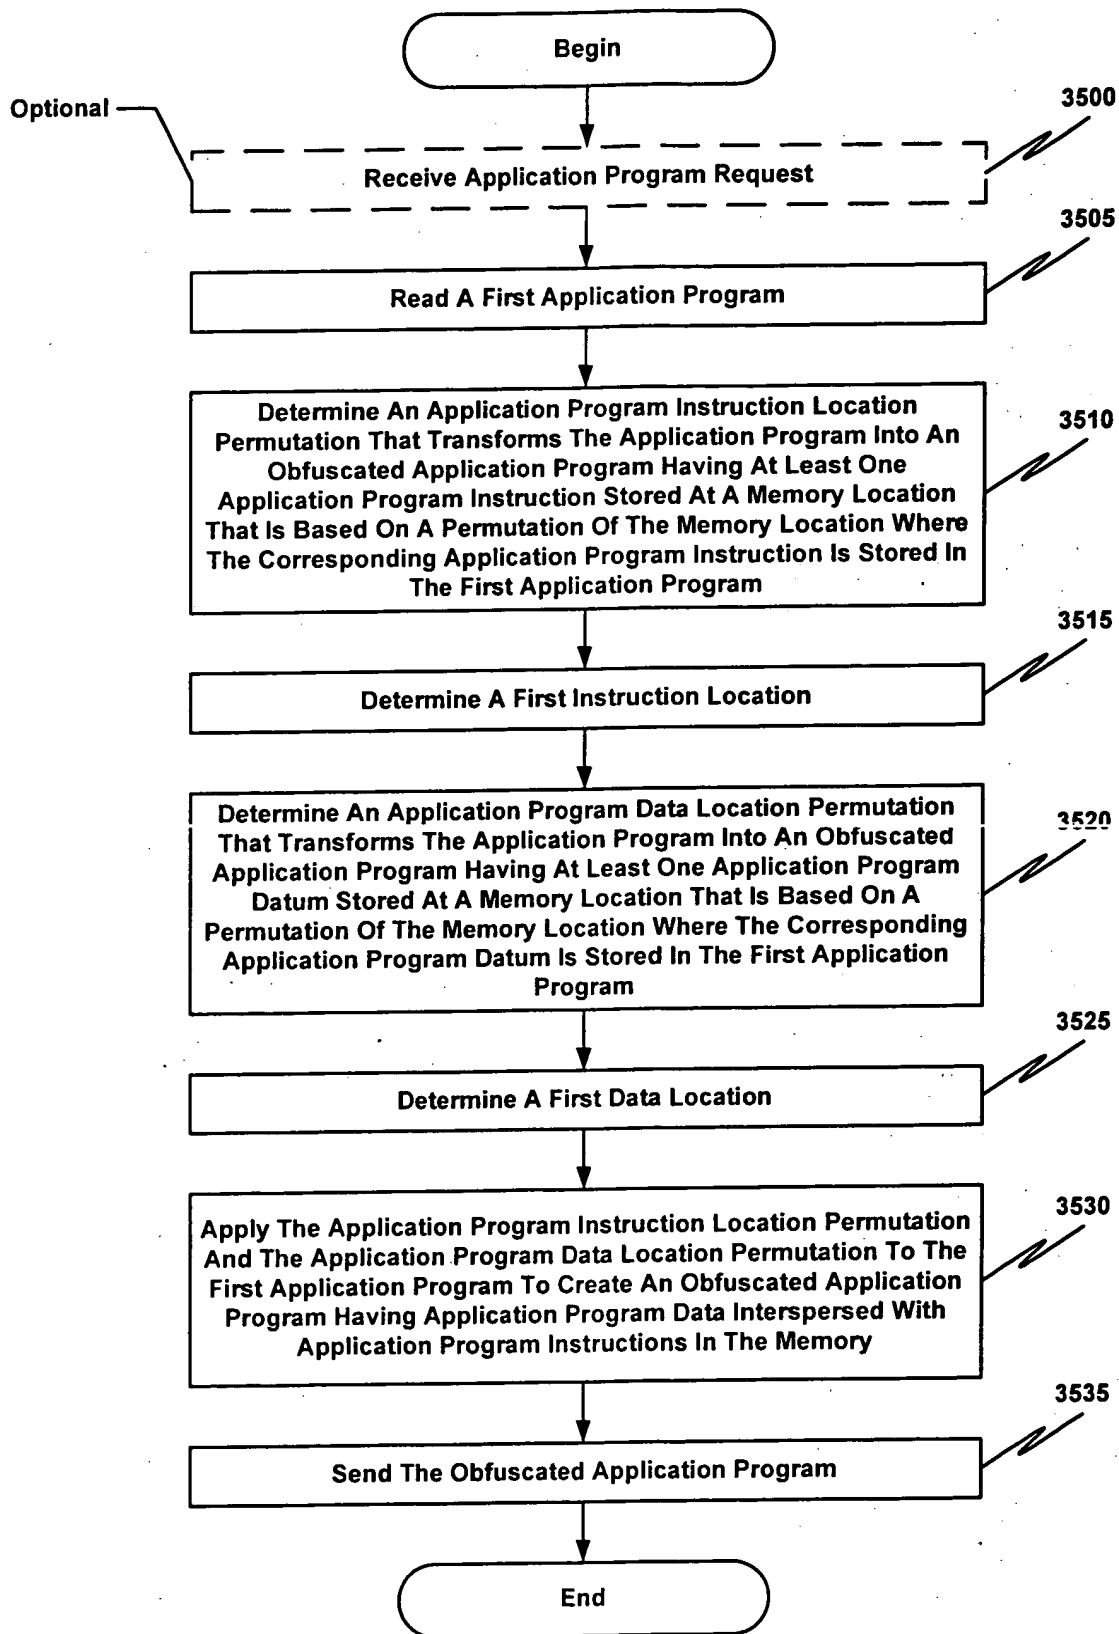 Begin
Optional
3500
Receive Application Program Request
3505
Read A First Application Program
Determine An Application Program Instruction Location
Permutation That Transforms The Application Program Into An
Obfuscated Application Program Having At Least One
Application Program Instruction Stored At A Memory Location
That Is Based On A Permutation Of The Memory Location Where
The Corresponding Application Program Instruction Is Stored In
The First Application Program
3510
3515
Determine A First Instruction Location
Determine An Application Program Data Location Permutation
That Transforms The Application Program Into An Obfuscated
Application Program Having At Least One Application Program
Datum Stored At A Memory Location That Is Based On A
Permutation Of The Memory Location Where The Corresponding
Application Program Datum Is Stored In The First Application
Program
3520
3525
Determine A First Data Location
Apply The Application Program Instruction Location Permutation
And The Application Program Data Location Permutation To The
First Application Program To Create An Obfuscated Application
Program Having Application Program Data Interspersed With
Application Program Instructions In The Memory
3530
3535
Send The Obfuscated Application Program
End